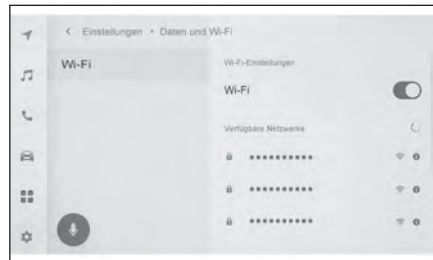 < Einstellungen • Daten und Wi-Fi
Wi-Fi
Wi-Fi-Einstellungen
Wi-Fi
Verfügbare Netzwerke
**********
**********
**********